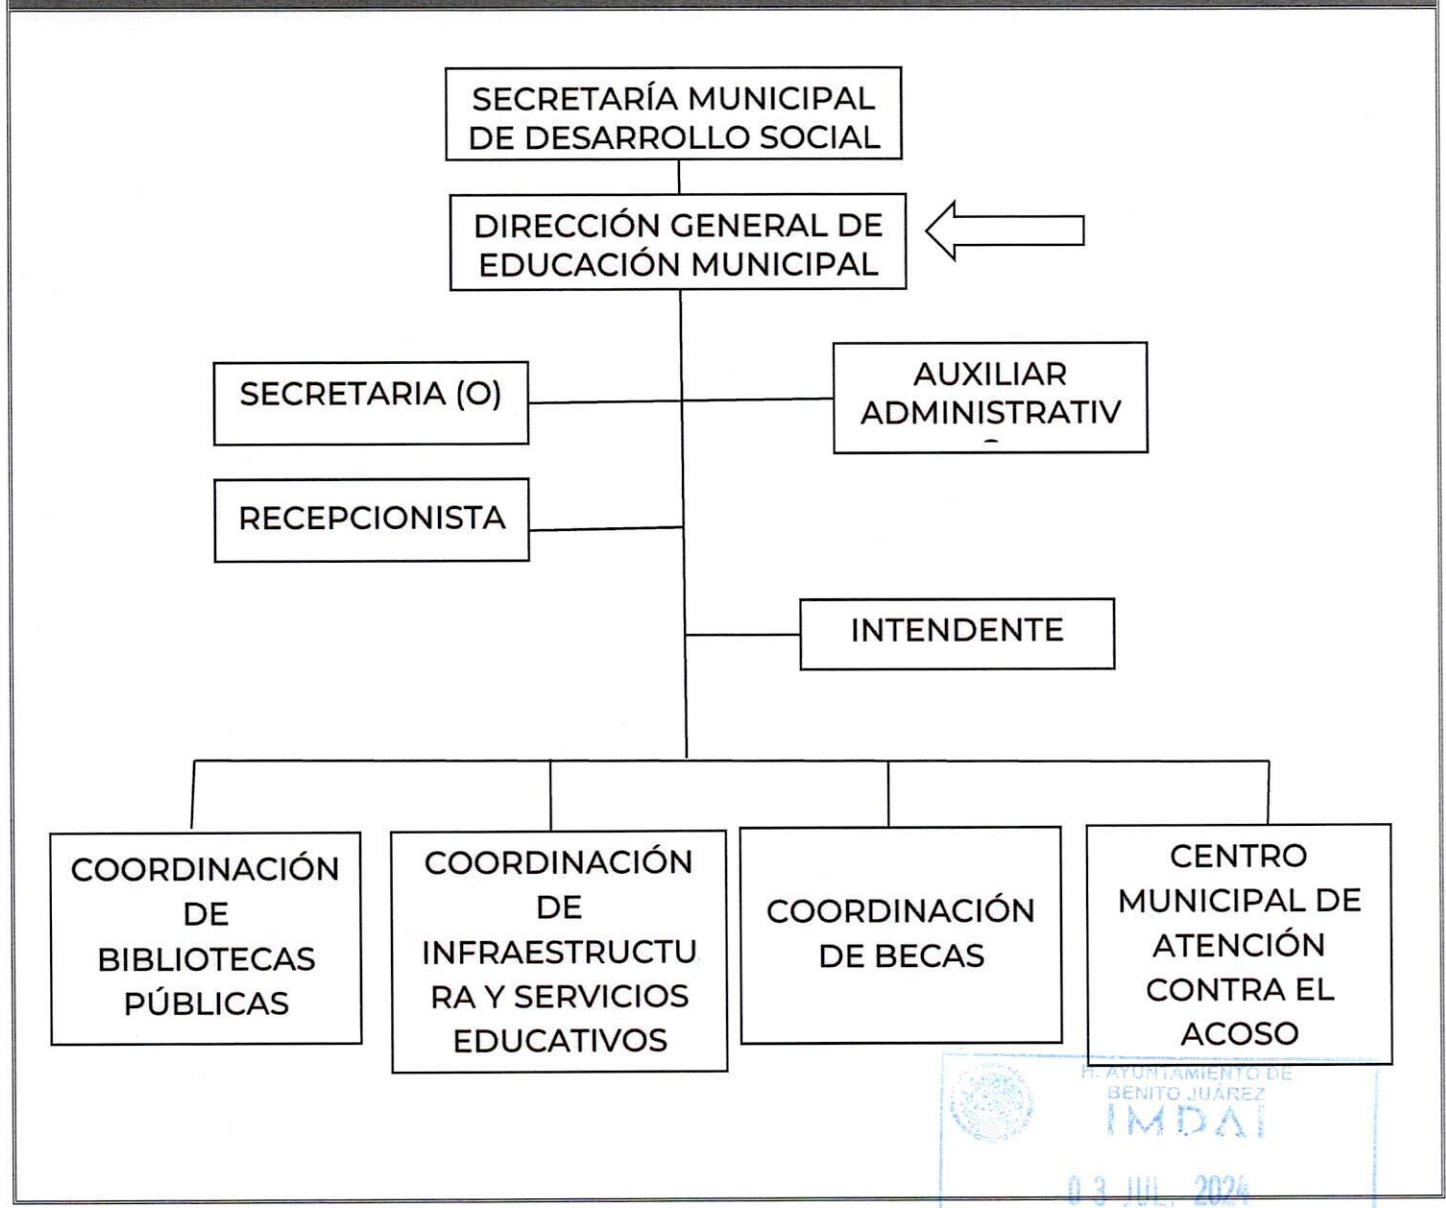 SECRETARÍA MUNICIPAL
DE DESARROLLO SOCIAL
DIRECCIÓN GENERAL DE
EDUCACIÓN MUNICIPAL
SECRETARIA (O)
AUXILIAR
ADMINISTRATIV
RECEPCIONISTA
INTENDENTE
COORDINACIÓN
DE
BIBLIOTECAS
PÚBLICAS
COORDINACIÓN
DE
INFRAESTRUCTU
RA Y SERVICIOS
EDUCATIVOS
COORDINACIÓN
DE BECAS
CENTRO
MUNICIPAL DE
ATENCIÓN
CONTRA EL
ACOSO
H. AYUNTAMIENTO DE
BENITO JUÁREZ
IMDAI
03 JUL. 2024